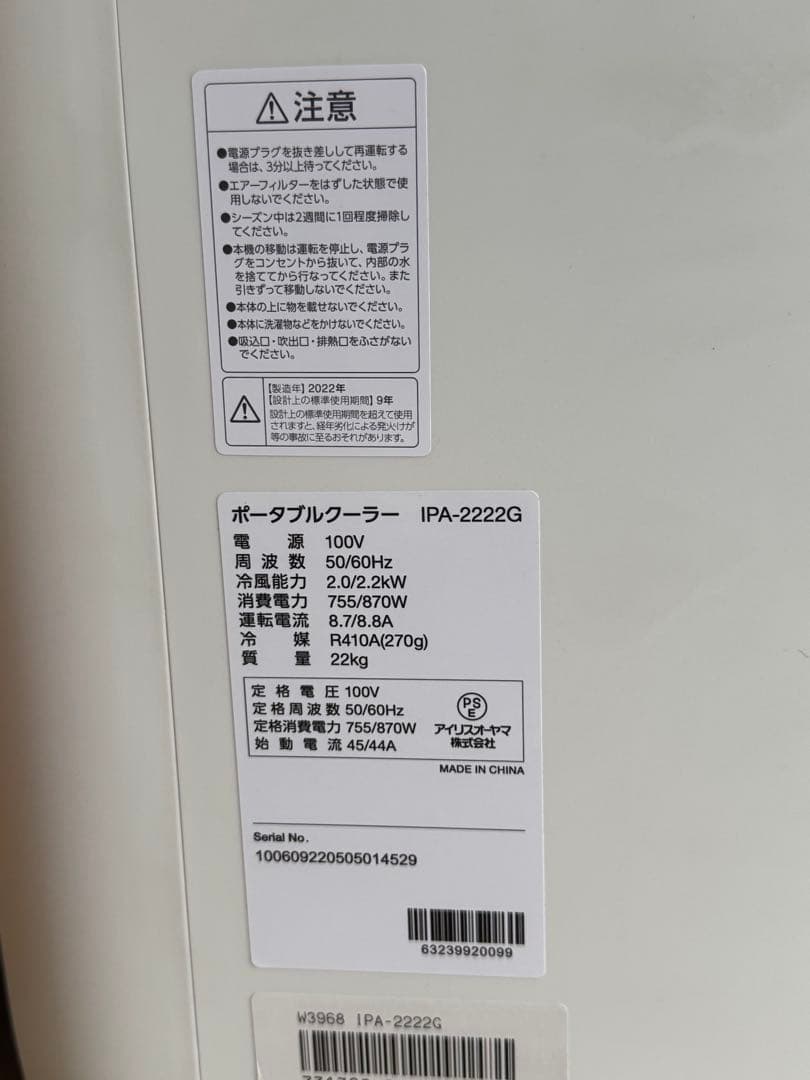 ⚠注意
●電源プラグを抜き差しして再運転する
場合は、3分以上待ってください。
●エアーフィルターをはずした状態で使
用しないでください。
●シーズン中は2週間に1回程度掃除し
てください。
●本機の移動は運転を停止し、電源プラ
グをコンセントから抜いて、内部の水
を捨ててから行なってください。また
引きずって移動しないでください。
●本体の上に物を載せないでください。
●本体に洗濯物などをかけないでください。
●吸込口・吹出口・排熱口をふさがない
でください。
【製造年】2022年
【設計上の標準使用期間】9年
設計上の標準使用期間を超えて使用
されますと、経年劣化による発火けが
等の事故に至るおそれがあります。
ポータブルクーラー IPA-2222G
電源 100V
周波数 50/60Hz
冷風能力 2.0/2.2kW
消費電力 755/870W
運転電流 8.7/8.8A
冷媒 R410A(270g)
質量 22kg
定格電圧 100V
定格周波数 50/60Hz
定格消費電力 755/870W
始動電流 45/44A
PS
E
アイリスオーヤマ
株式会社
MADE IN CHINA
Serial No.
100609220505014529
63239920099
W3968 IPA-2222G